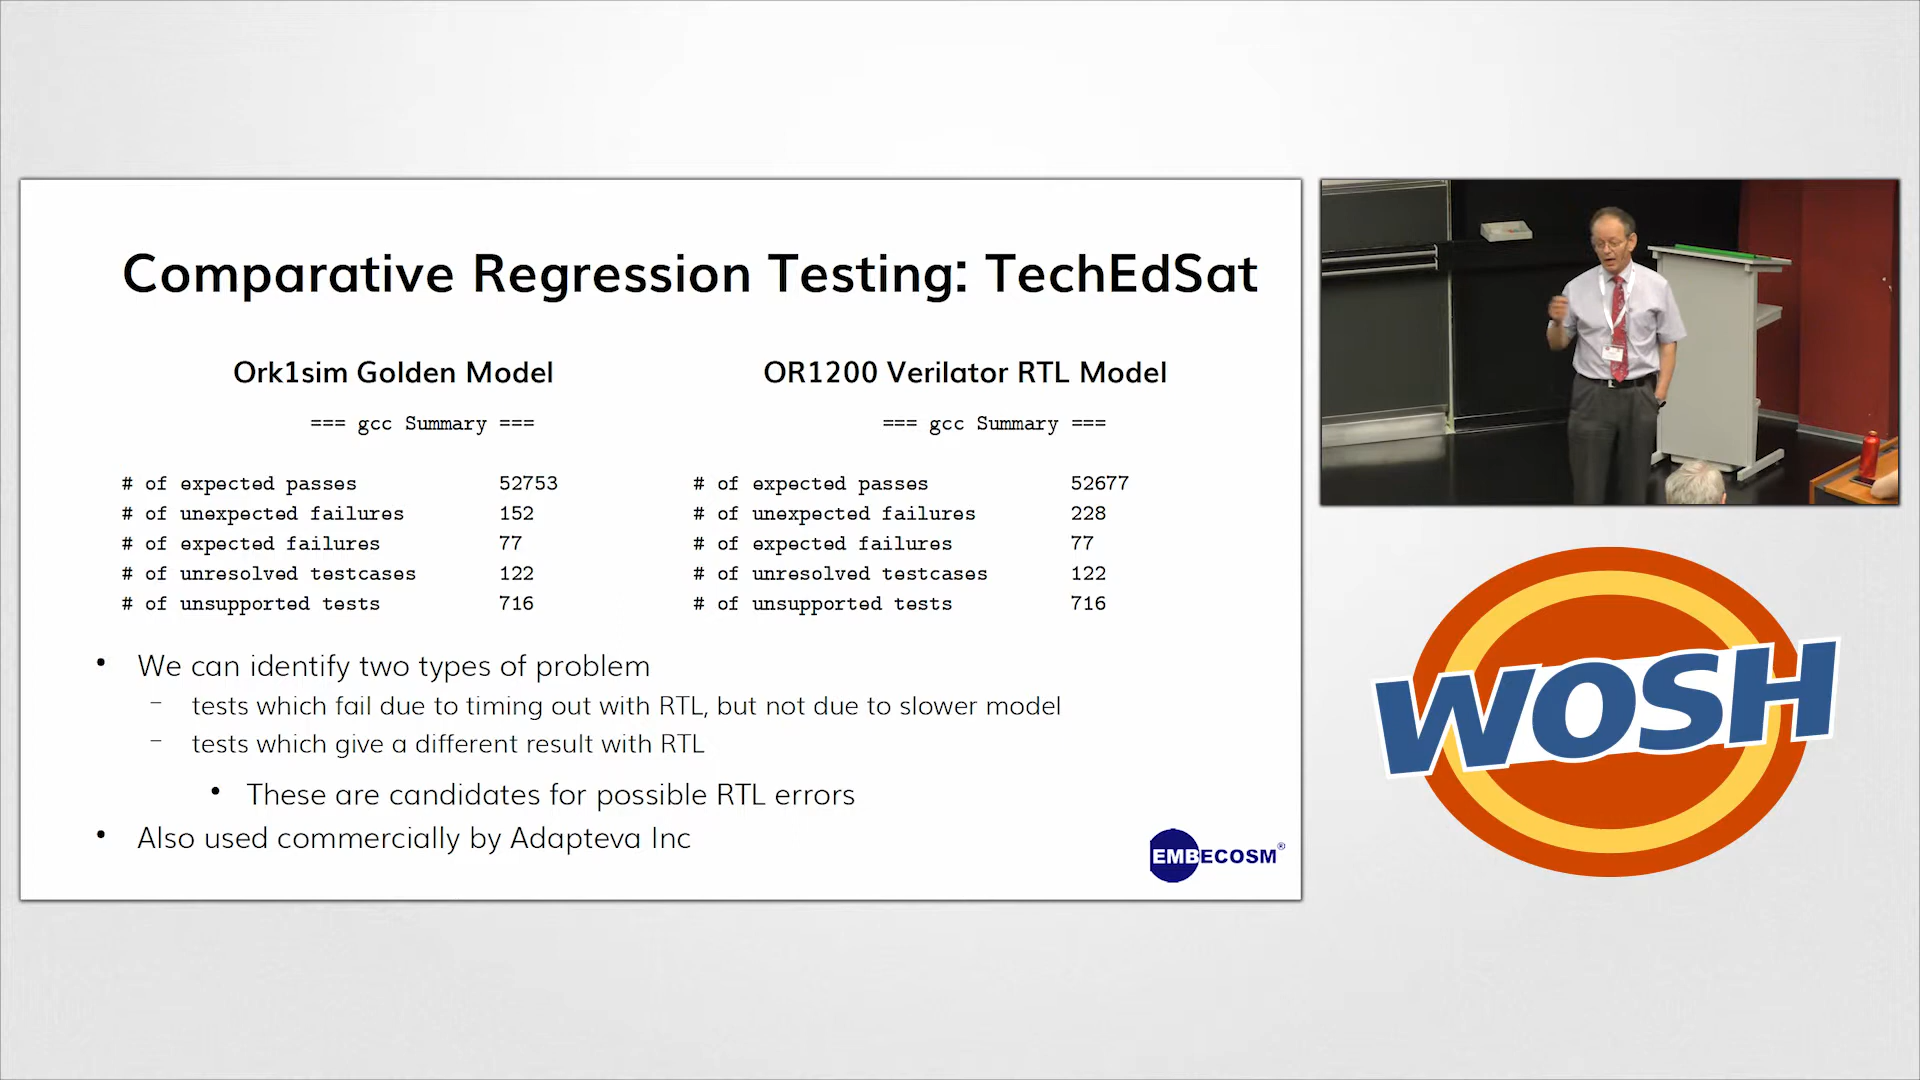 Comparative Regression Testing: TechEdSat
Ork1sim Golden Model
=== gcc Summary ===
# of expected passes 52753
# of unexpected failures 152
# of expected failures 77
# of unresolved testcases 122
# of unsupported tests 716
OR1200 Verilator RTL Model
=== gcc Summary ===
# of expected passes 52677
# of unexpected failures 228
# of expected failures 77
# of unresolved testcases 122
# of unsupported tests 716
• We can identify two types of problem
– tests which fail due to timing out with RTL, but not due to slower model
– tests which give a different result with RTL
• These are candidates for possible RTL errors
• Also used commercially by Adapteva Inc
EMBECOSM®
WOSH